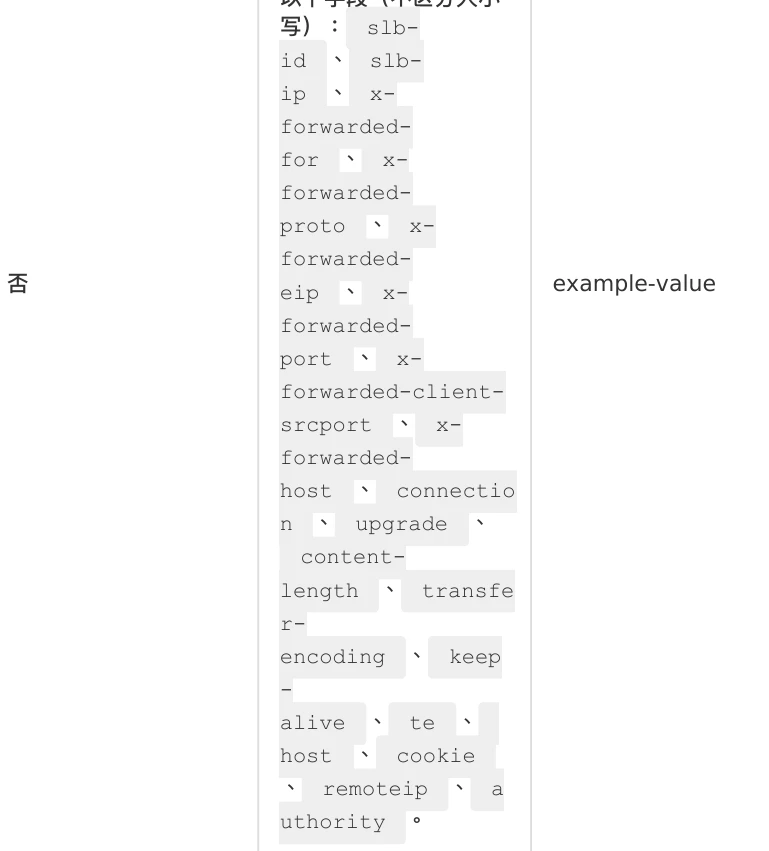 写）： slb-
id 、 slb-
ip 、 x-
forwarded-
for 、 x-
forwarded-
proto 、 x-
forwarded-
eip 、 x-
forwarded-
port 、 x-
forwarded-client-
srcport 、 x-
forwarded-
host 、 connectio
n 、 upgrade 、
content-
length 、 transfe
r-
encoding 、 keep
-
alive 、 te 、
host 、 cookie
、 remoteip 、 a
uthority 。
否
example-value